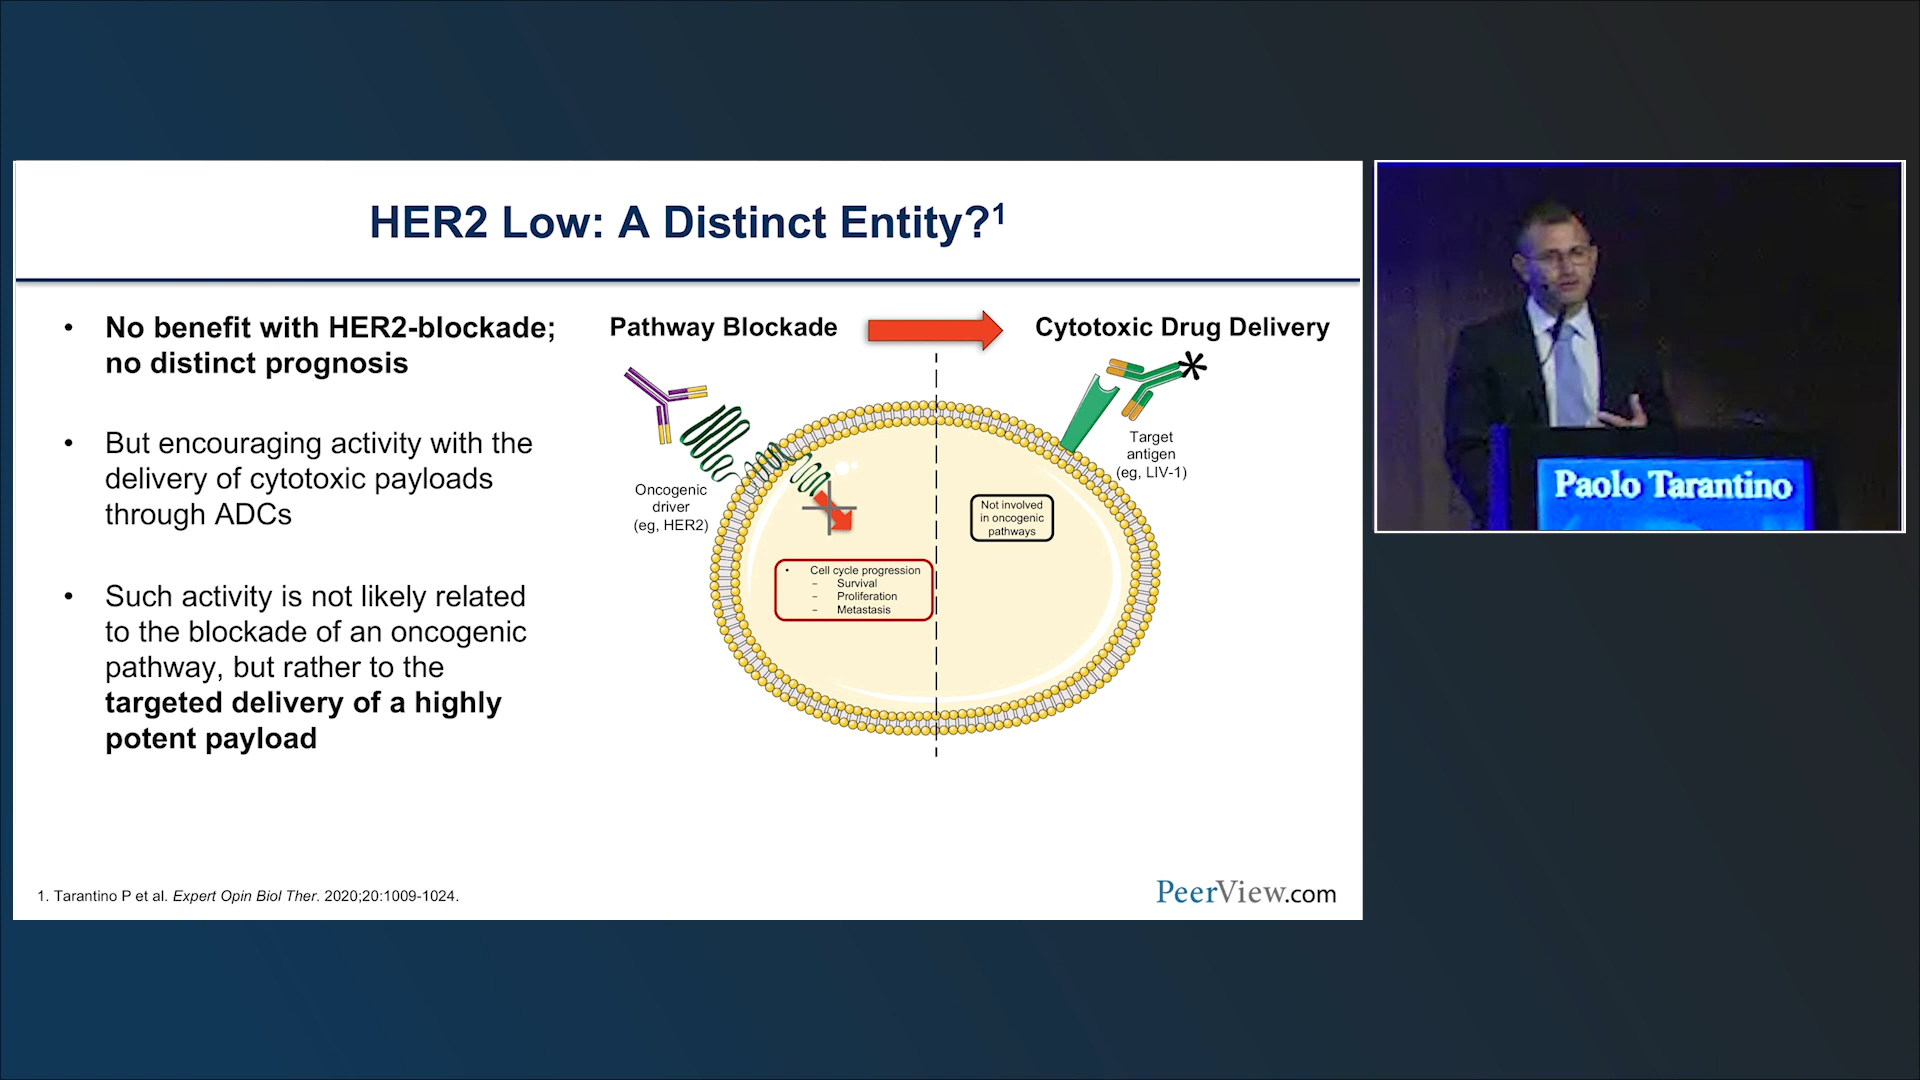 HER2 Low: A Distinct Entity?1
• No benefit with HER2-blockade;
no distinct prognosis
• But encouraging activity with the
delivery of cytotoxic payloads
through ADCs
• Such activity is not likely related
to the blockade of an oncogenic
pathway, but rather to the
targeted delivery of a highly
potent payload
Pathway Blockade
Cytotoxic Drug Delivery
Oncogenic
driver
(eg, HER2)
Target
antigen
(eg, LIV-1)
Not involved
in oncogenic
pathways
• Cell cycle progression
– Survival
– Proliferation
– Metastasis
1. Tarantino P et al. Expert Opin Biol Ther. 2020;20:1009-1024.
PeerView.com
Paolo Tarantino